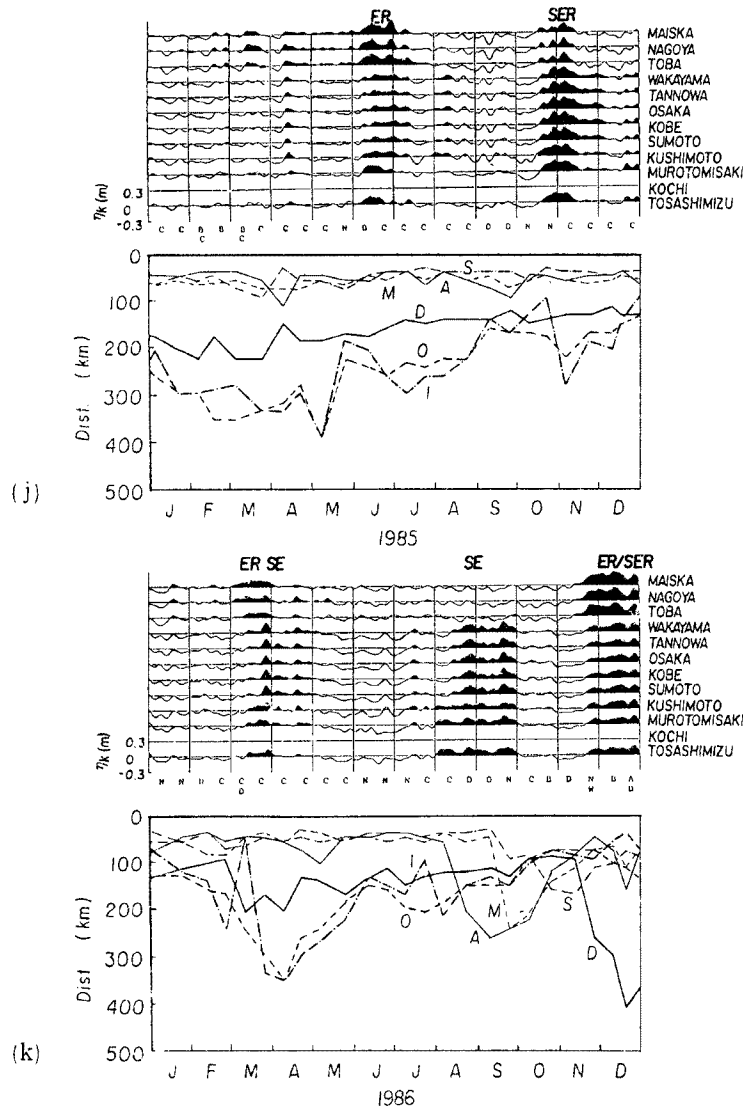 ER SER
MAISKA
NAGOYA
TOBA
WAKAYAMA
TANNOWA
OSAKA
KOBE
SUMOTO
KUSHIMOTO
MUROTOMISAKI
KOCHI
TOSASHIMIZU
η/k (m)
0.3
0
-0.3
0
100
200
300
400
500
Dist. (km)
S
M A
D
O
I
(j)
J F M A M J J A S O N D
1985
ER SE SE ER/SER
MAISKA
NAGOYA
TOBA
WAKAYAMA
TANNOWA
OSAKA
KOBE
SUMOTO
KUSHIMOTO
MUROTOMISAKI
KOCHI
TOSASHIMIZU
η/k (m)
0.3
0
-0.3
0
100
200
300
400
500
Dist (km)
I
O
A
M
S
D
(k)
J F M A M J J A S O N D
1986